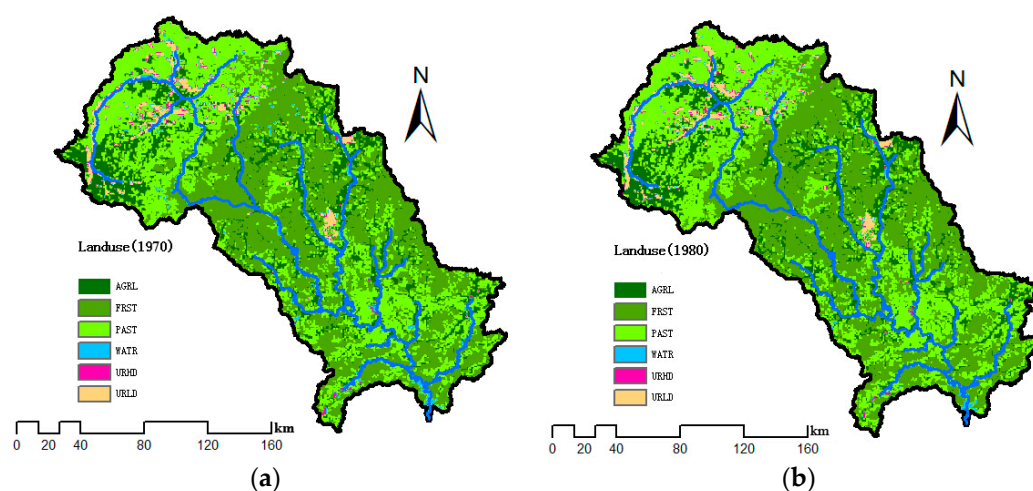 N
Landuse(1970)
AGRL
FRST
PAST
WATR
URHD
URLD
km
0 20 40 80 120 160
(a)
N
Landuse(1980)
AGRL
FRST
PAST
WATR
URHD
URLD
km
0 20 40 80 120 160
(b)